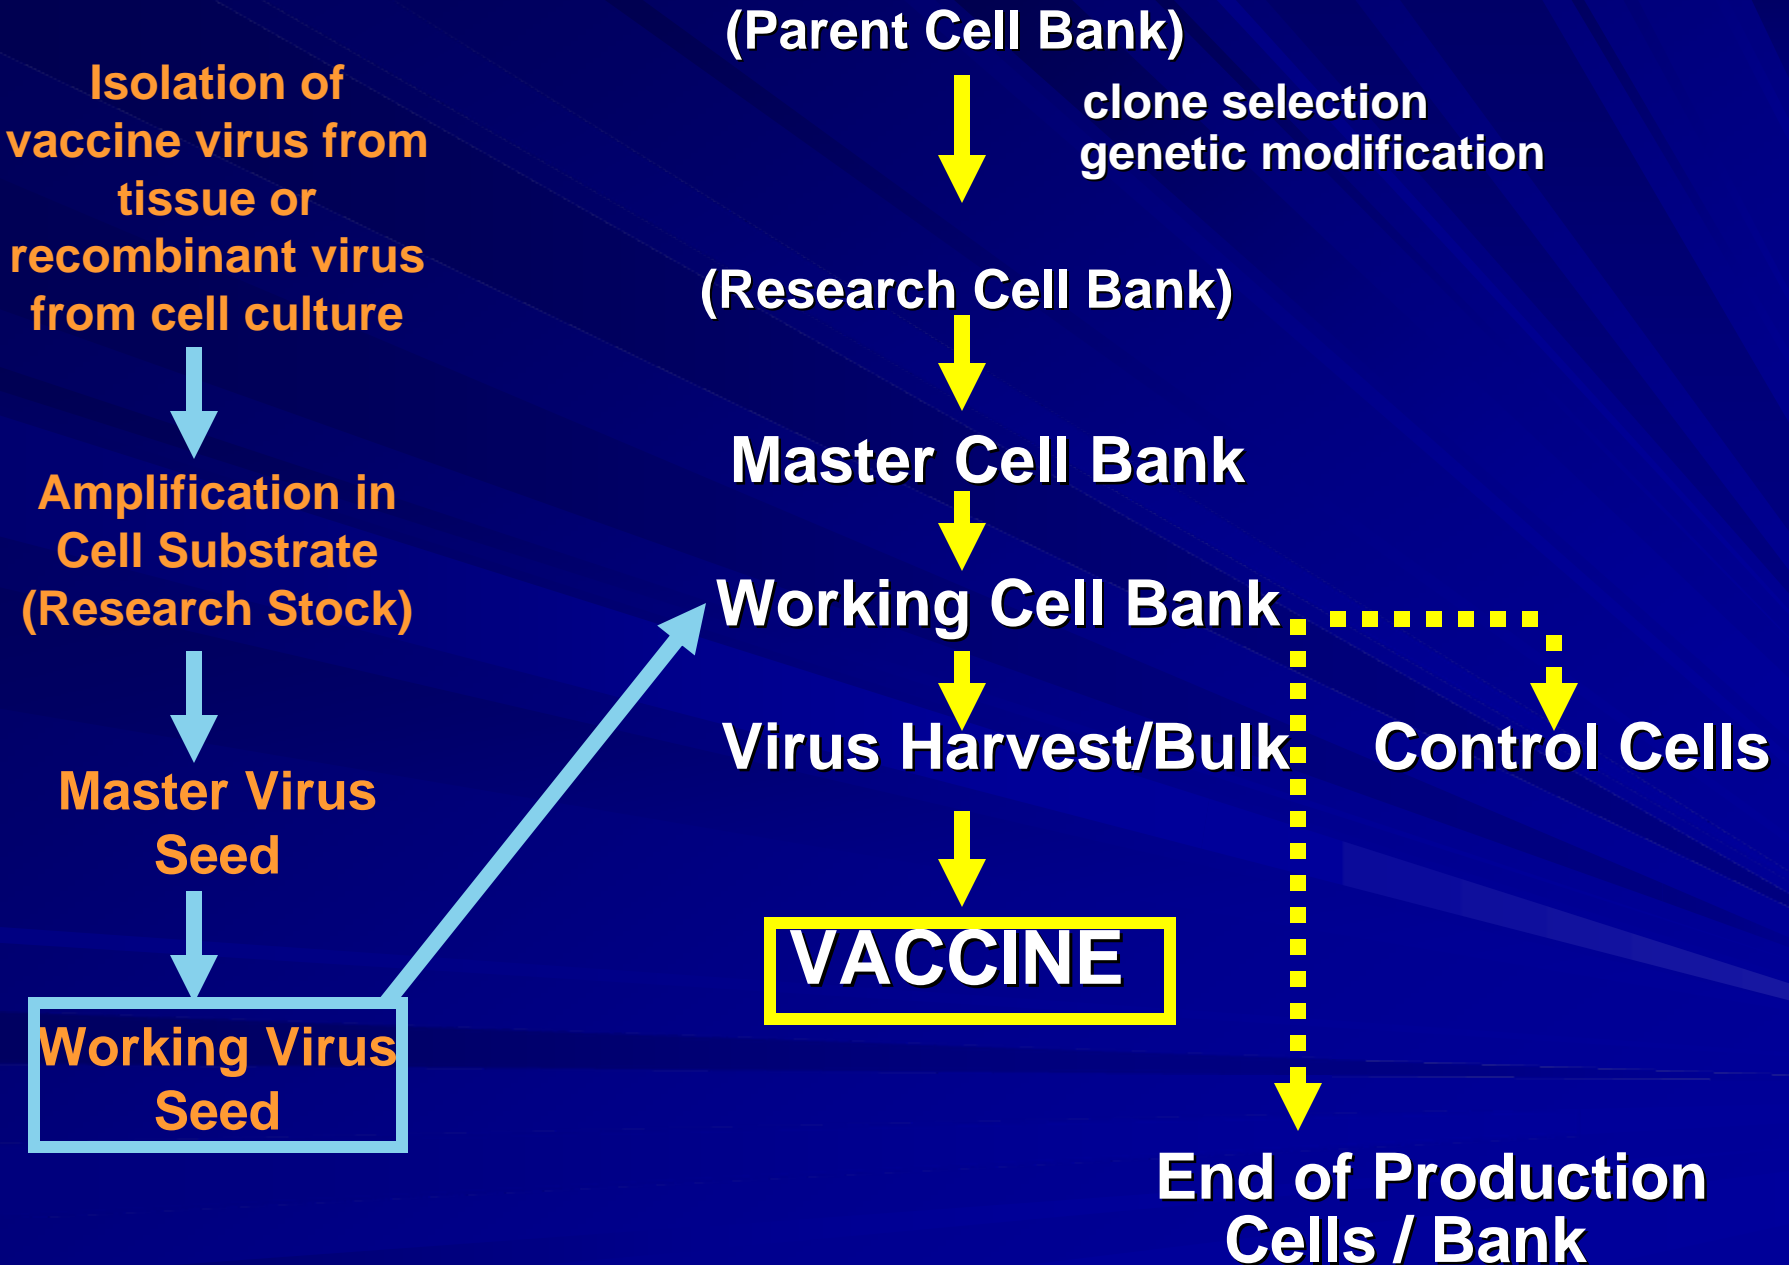 Isolation of
vaccine virus from
tissue or
recombinant virus
from cell culture
Amplification in
Cell Substrate
(Research Stock)
Master Virus
Seed
Working Virus
Seed
(Parent Cell Bank)
clone selection
genetic modification
(Research Cell Bank)
Master Cell Bank
Working Cell Bank
Virus Harvest/Bulk
Control Cells
VACCINE
End of Production
Cells / Bank